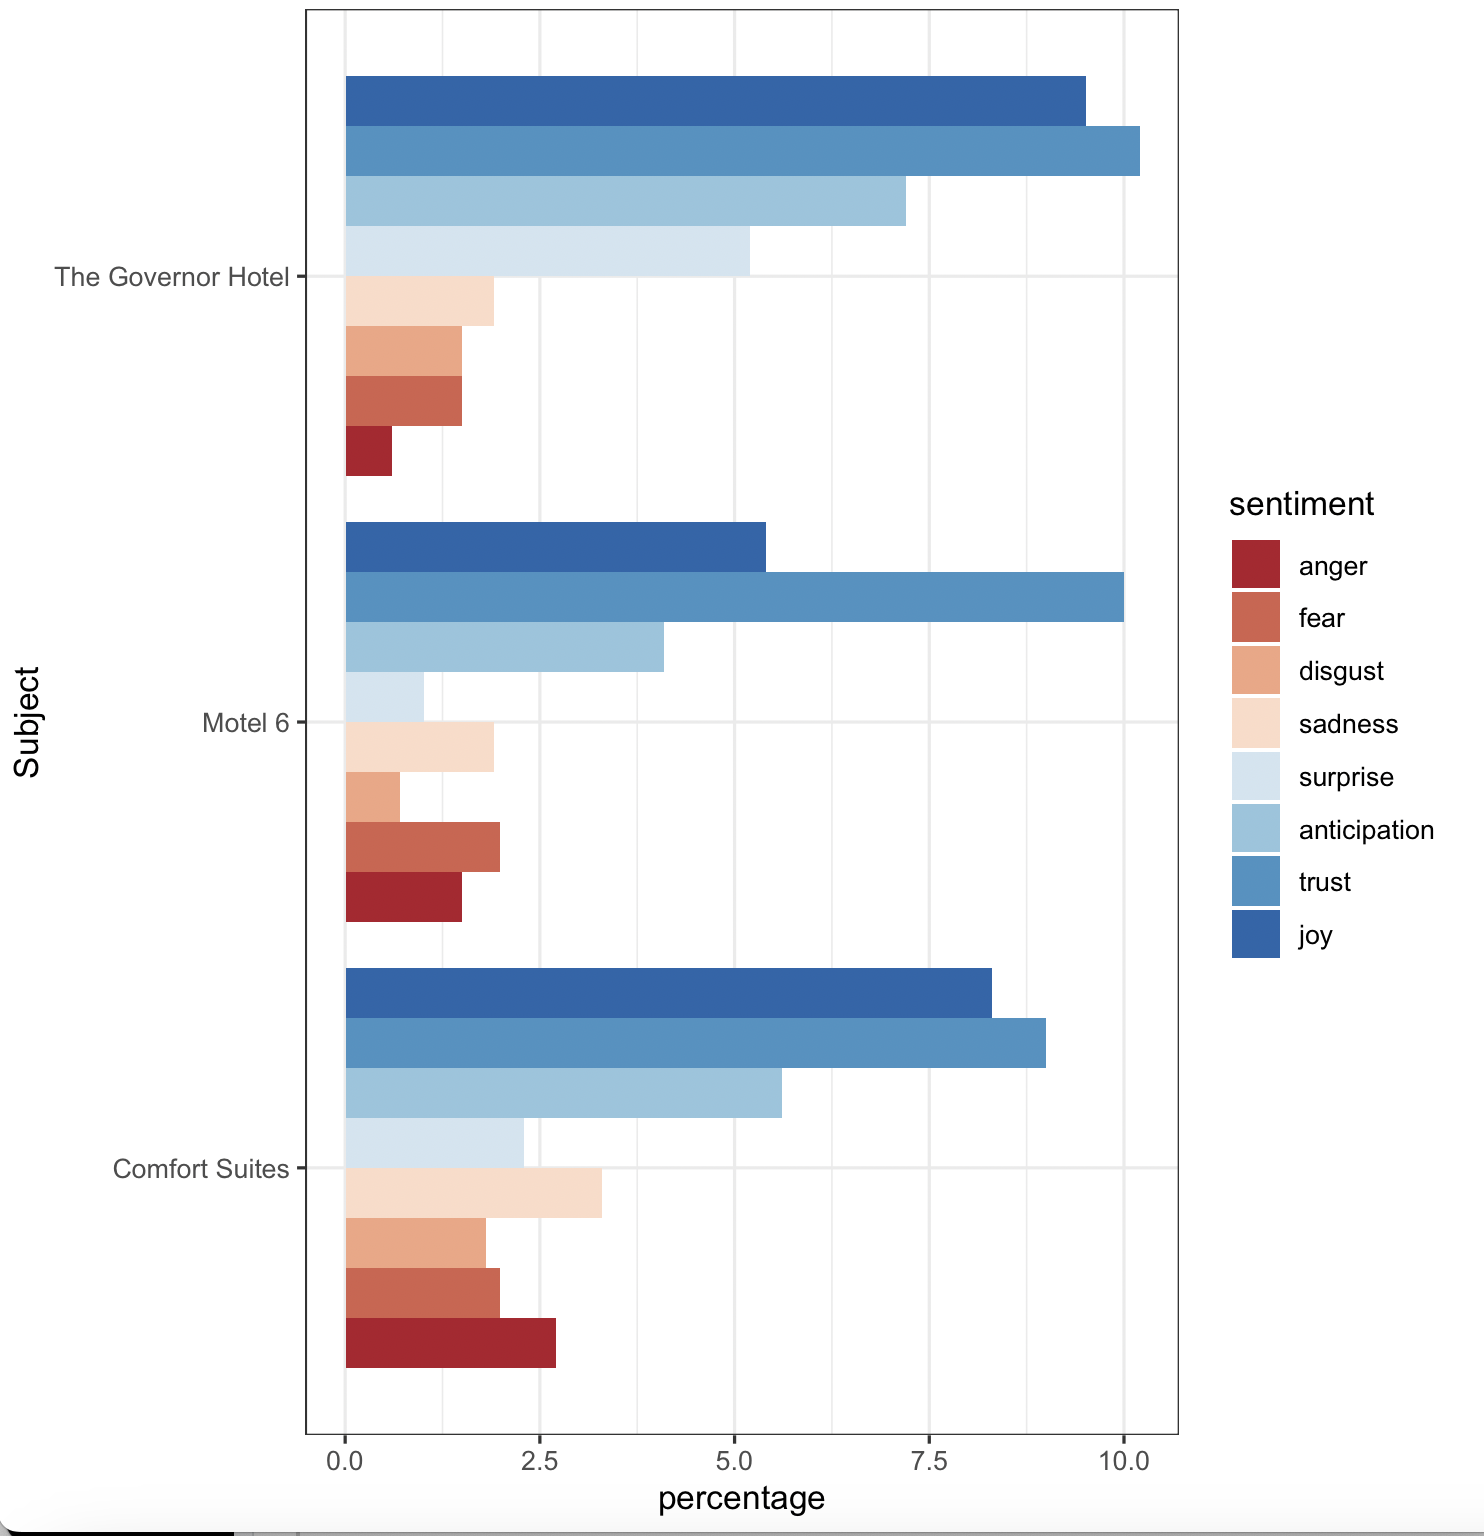 The Governor Hotel
Motel 6
Comfort Suites
Subject
0.0 2.5 5.0 7.5 10.0
percentage
sentiment
anger
fear
disgust
sadness
surprise
anticipation
trust
joy